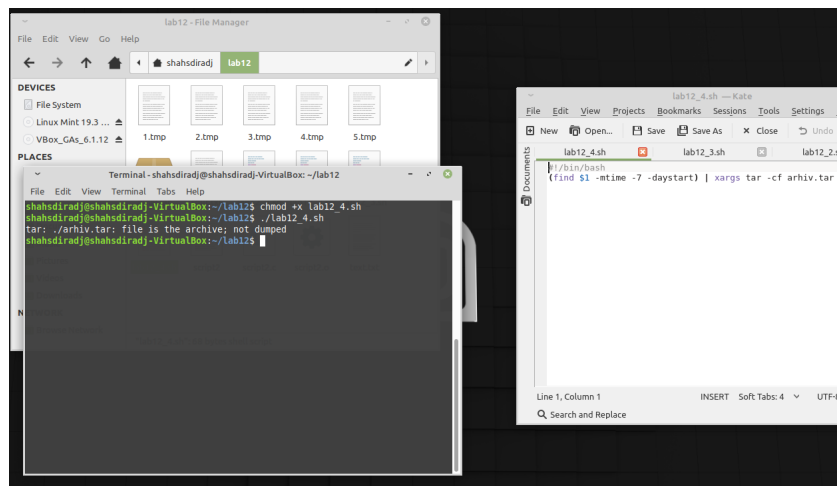 lab12 - File Manager
File Edit View Go Help
shahsdiradj lab12
DEVICES
File System
Linux Mint 19.3 ...
VBox_GAs_6.1.12
PLACES
1.tmp 2.tmp 3.tmp 4.tmp 5.tmp
Terminal - shahsdiradj@shahsdiradj-VirtualBox: ~/lab12
File Edit View Terminal Tabs Help
shahsdiradj@shahsdiradj-VirtualBox:~/lab12$ chmod +x lab12_4.sh
shahsdiradj@shahsdiradj-VirtualBox:~/lab12$ ./lab12_4.sh
tar: ./arhiv.tar: file is the archive; not dumped
shahsdiradj@shahsdiradj-VirtualBox:~/lab12$
N
lab12_4.sh — Kate
File Edit View Projects Bookmarks Sessions Tools Settings
New Open... Save Save As Close Undo
Documents
lab12_4.sh lab12_3.sh lab12_2.s
#!/bin/bash
(find $1 -mtime -7 -daystart) | xargs tar -cf arhiv.tar
Line 1, Column 1 INSERT Soft Tabs: 4 UTF-
Search and Replace